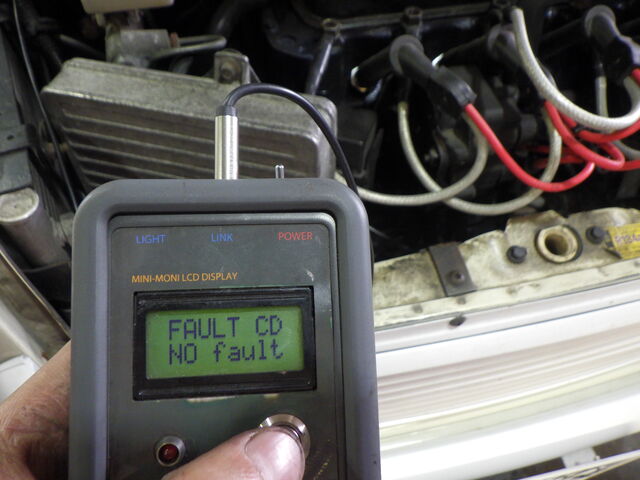 LIGHT LINK POWER
MINI-MONI LCD DISPLAY
FAULT CD
NO fault